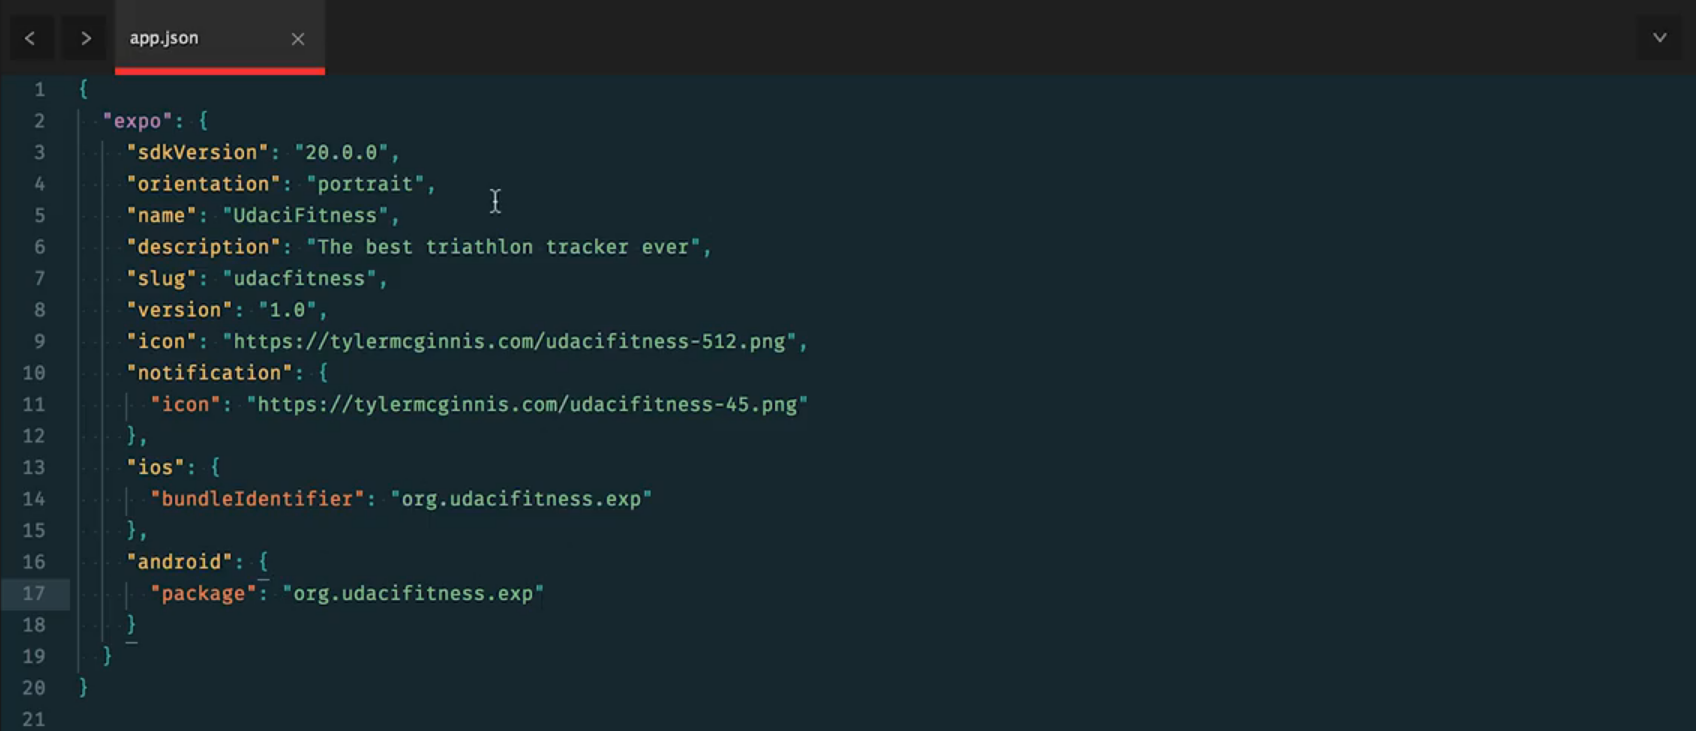 app.json
1 {
2 "expo": {
3 "sdkVersion": "20.0.0",
4 "orientation": "portrait",
5 "name": "UdaciFitness",
6 "description": "The best triathlon tracker ever",
7 "slug": "udacfitness",
8 "version": "1.0",
9 "icon": "https://tylermcginnis.com/udacifitness-512.png",
10 "notification": {
11 "icon": "https://tylermcginnis.com/udacifitness-45.png"
12 },
13 "ios": {
14 "bundleIdentifier": "org.udacifitness.exp"
15 },
16 "android": {
17 "package": "org.udacifitness.exp"
18 }
19 }
20 }
21